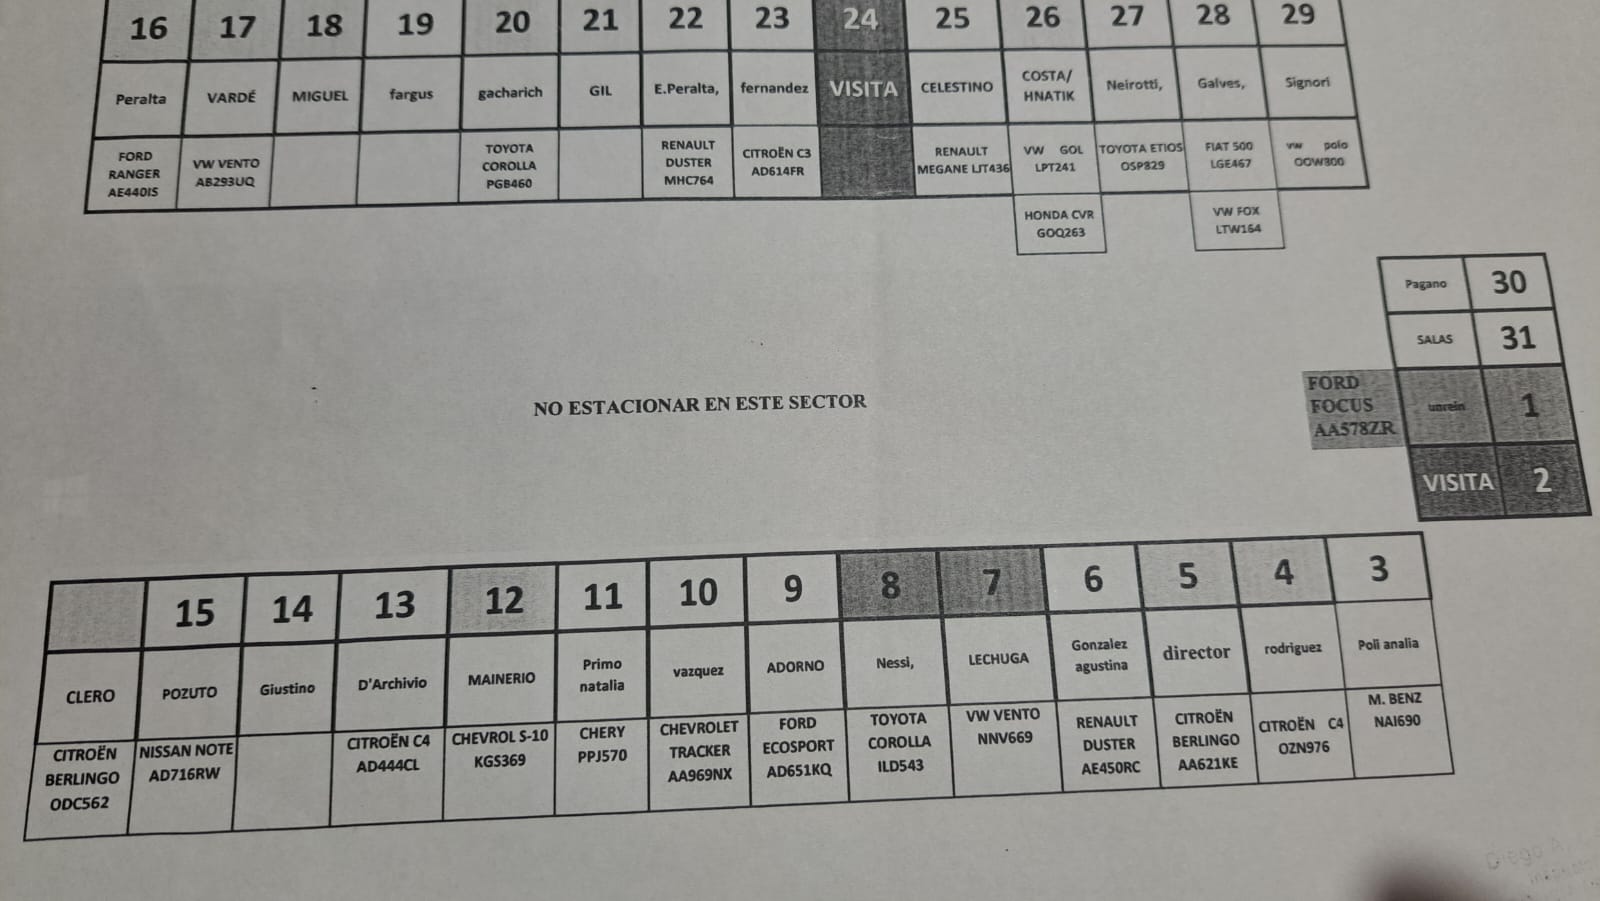 16 17 18 19 20 21 22 23 24 25 26 27 28 29
Peralta VARDÉ MIGUEL fargus gacharich GIL E.Peralta, fernandez VISITA CELESTINO COSTA/ HNATIK Neirotti, Galves, Signori
FORD RANGER AE440IS
VW VENTO AB293UQ
TOYOTA COROLLA PGB460
RENAULT DUSTER MHC764
CITROËN C3 AD614FR
RENAULT MEGANE LJT436
VW GOL LPT241
TOYOTA ETIOS OSP829
FIAT 500 LGE467
vw polo OOW800
HONDA CVR GOQ263
VW FOX LTW164
Pagano 30
SALAS 31
FORD FOCUS AA578ZR unrein 1
VISITA 2
NO ESTACIONAR EN ESTE SECTOR
15 14 13 12 11 10 9 8 7 6 5 4 3
CLERO POZUTO Giustino D'Archivio MAINERIO Primo natalia vazquez ADORNO Nessi, LECHUGA Gonzalez agustina director rodriguez Poli analia
CITROËN BERLINGO ODC562
NISSAN NOTE AD716RW
CITROËN C4 AD444CL
CHEVROL S-10 KGS369
CHERY PPJ570
CHEVROLET TRACKER AA969NX
FORD ECOSPORT AD651KQ
TOYOTA COROLLA ILD543
VW VENTO NNV669
RENAULT DUSTER AE450RC
CITROËN BERLINGO AA621KE
CITROËN C4 OZN976
M. BENZ NAI690
Diego A.